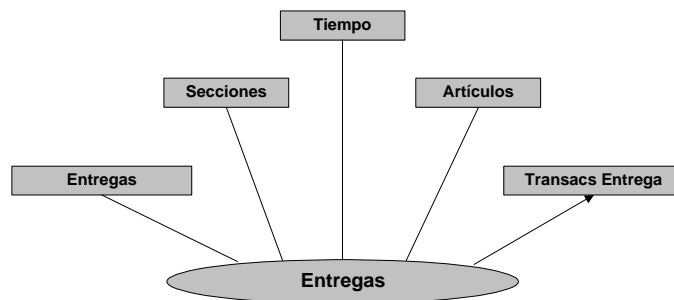 Tiempo
Secciones
Artículos
Entregas
Transacs Entrega
Entregas